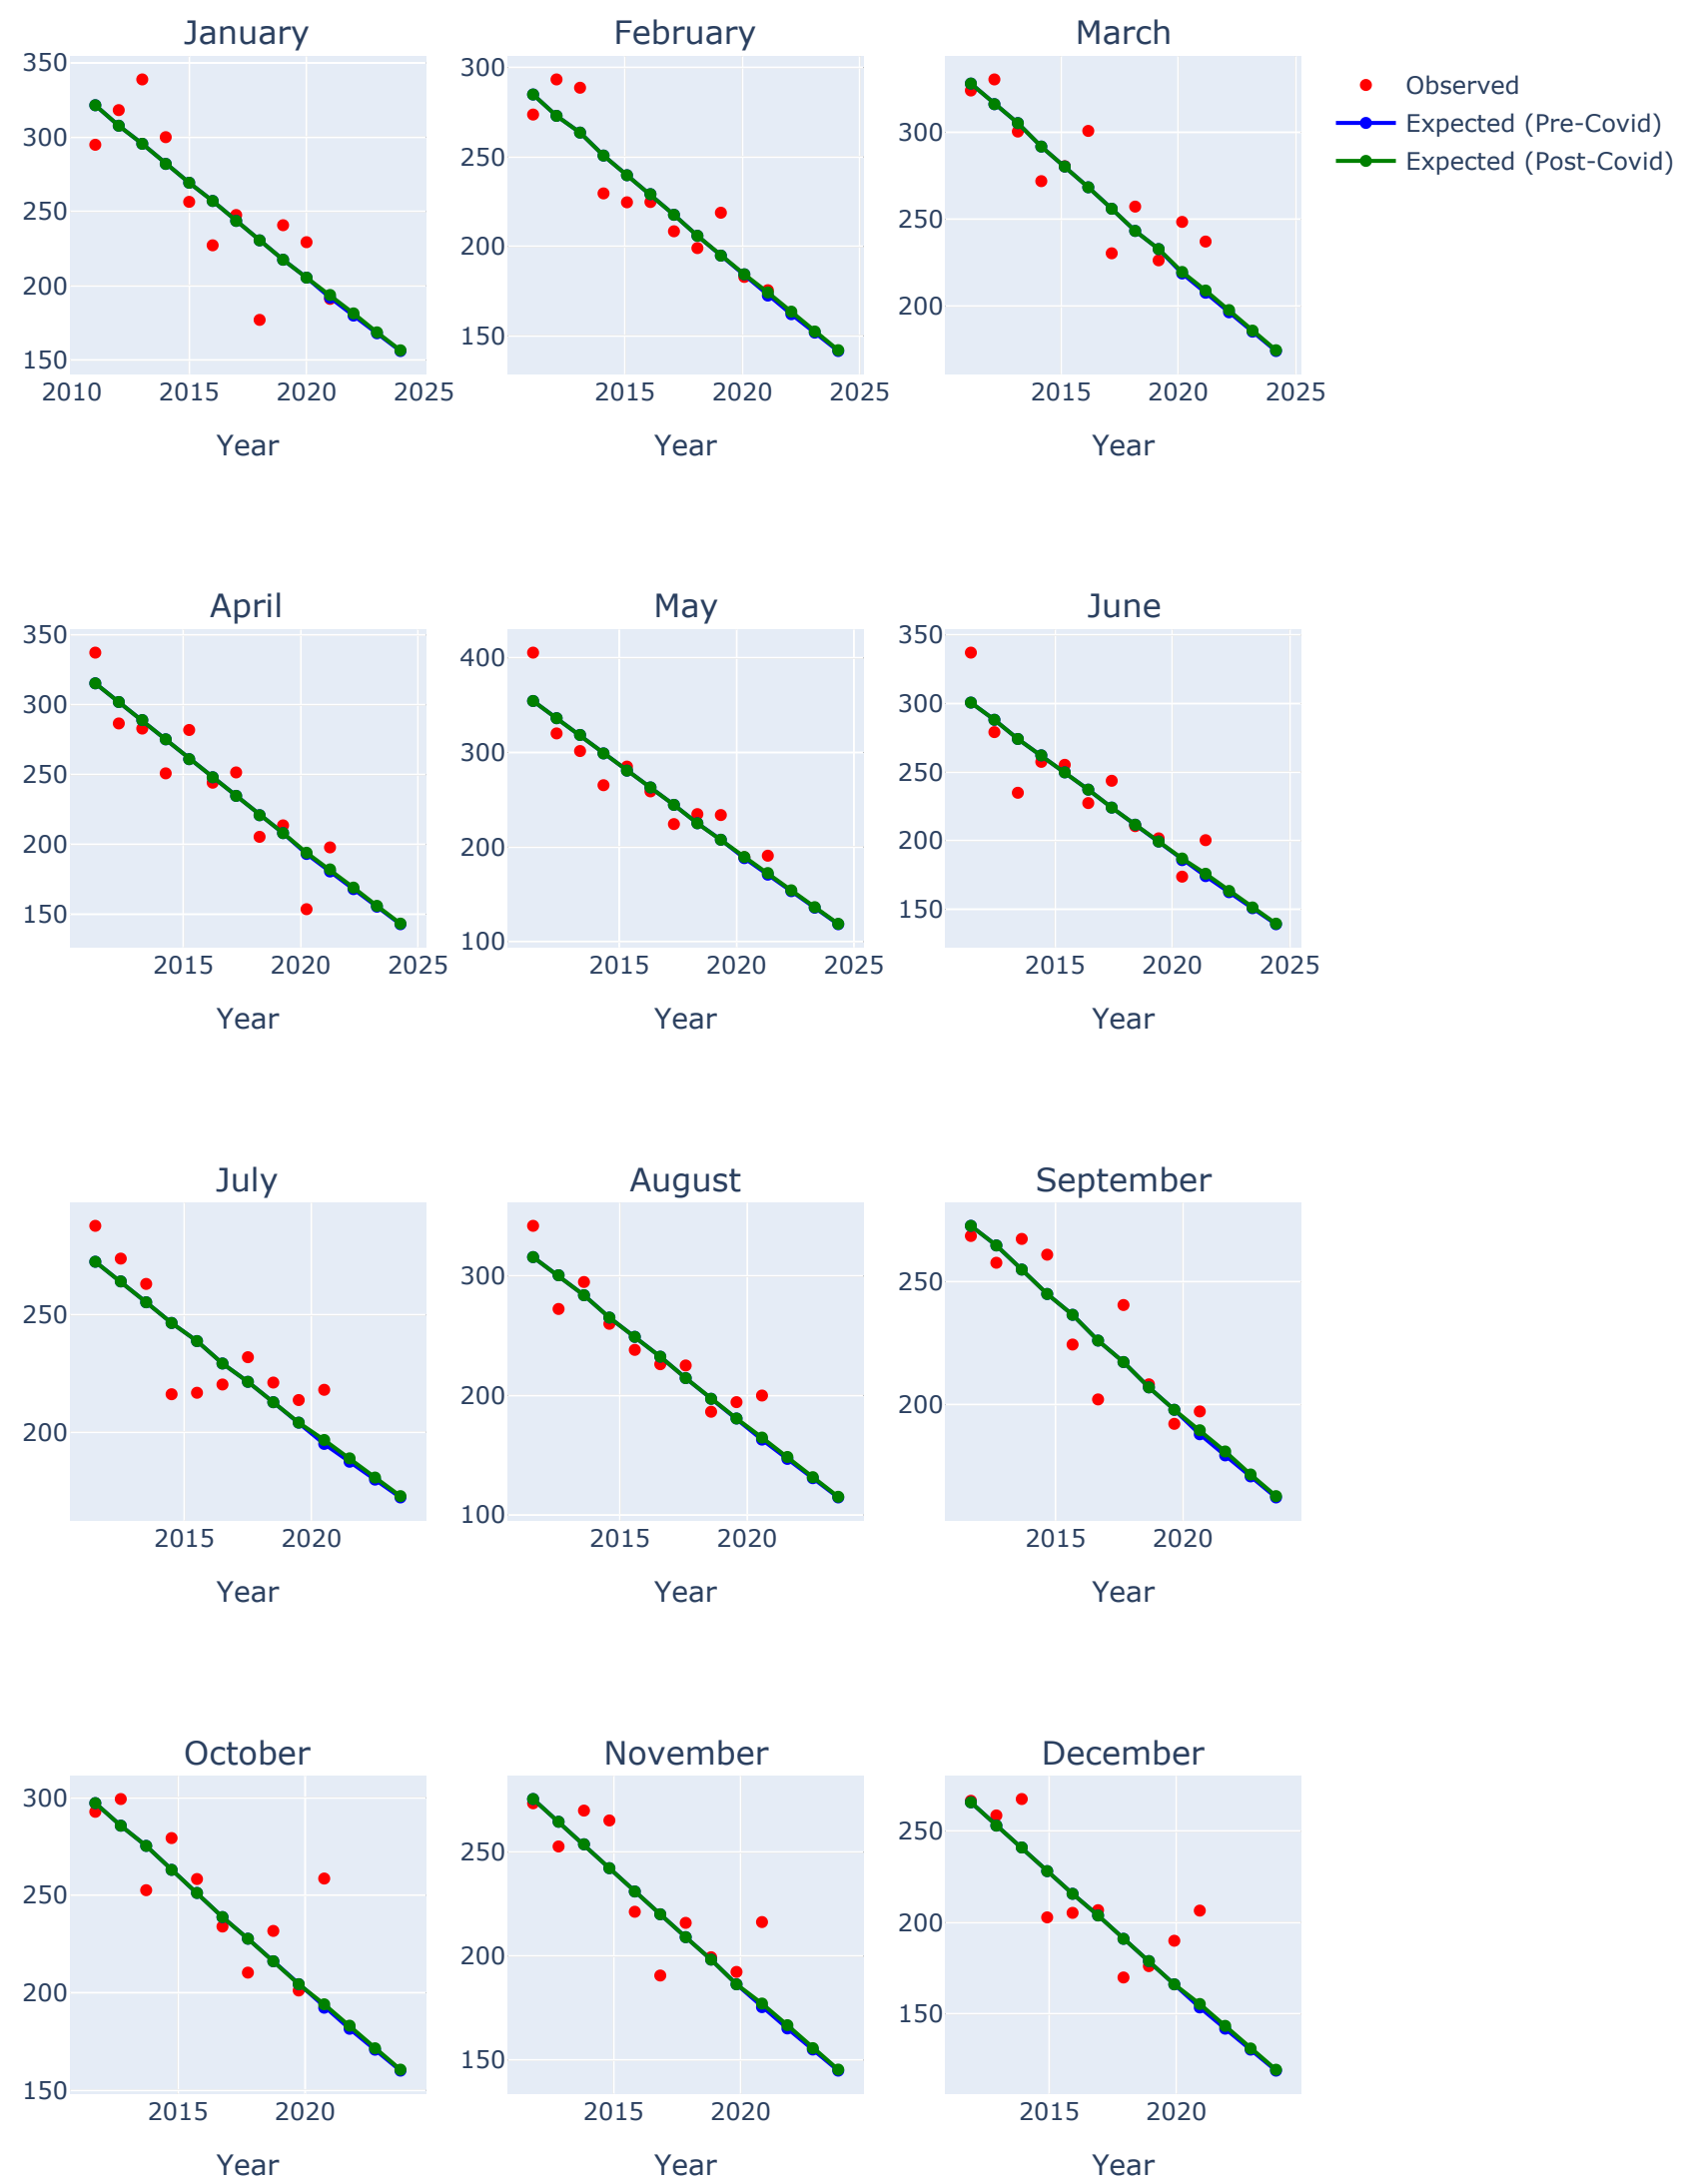 January
February
March
350
300
250
200
150
2010
2015
2020
2025
Year
300
250
200
150
2015
2020
2025
Year
300
250
200
2015
2020
2025
Year
Observed
Expected (Pre-Covid)
Expected (Post-Covid)
April
May
June
350
300
250
200
150
2015
2020
2025
Year
400
300
200
100
2015
2020
2025
Year
350
300
250
200
150
2015
2020
2025
Year
July
August
September
250
200
2015
2020
Year
300
200
100
2015
2020
Year
250
200
2015
2020
Year
October
November
December
300
250
200
150
2015
2020
Year
250
200
150
2015
2020
Year
250
200
150
2015
2020
Year